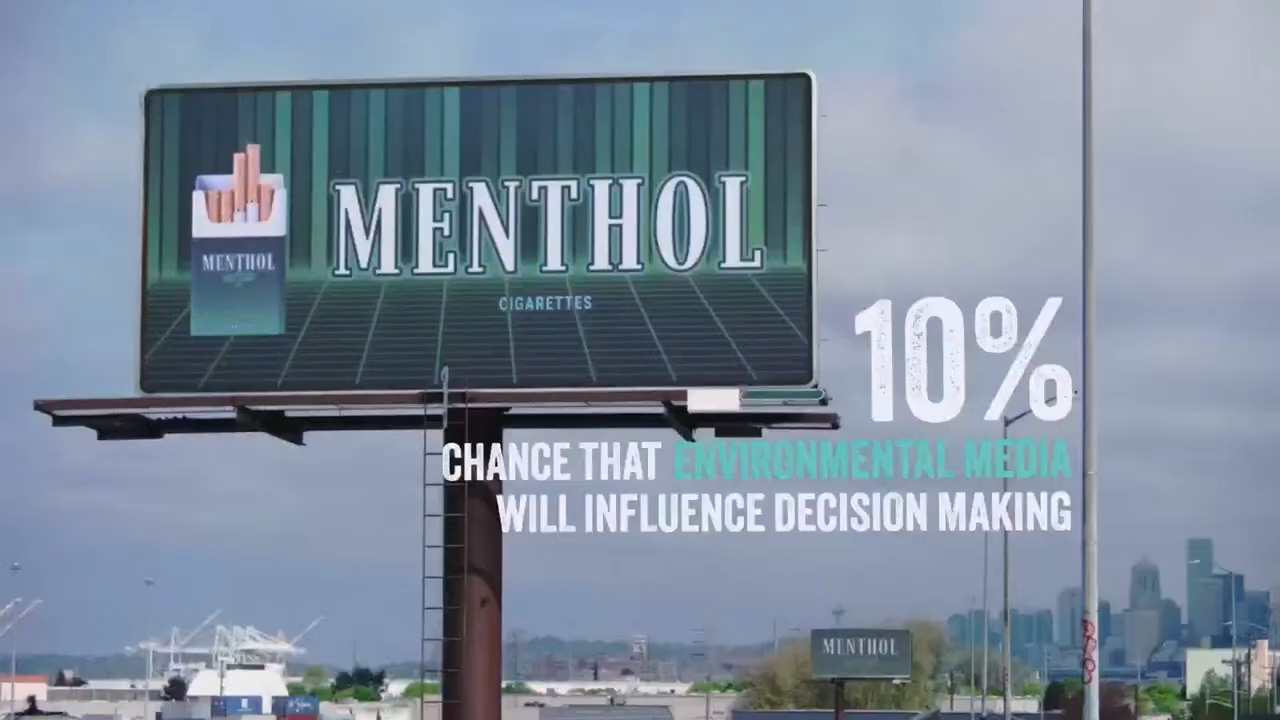 MENTHOL
MENTHOL
CIGARETTES
10%
CHANCE THAT ENVIRONMENTAL MEDIA
WILL INFLUENCE DECISION MAKING
MENTHOL